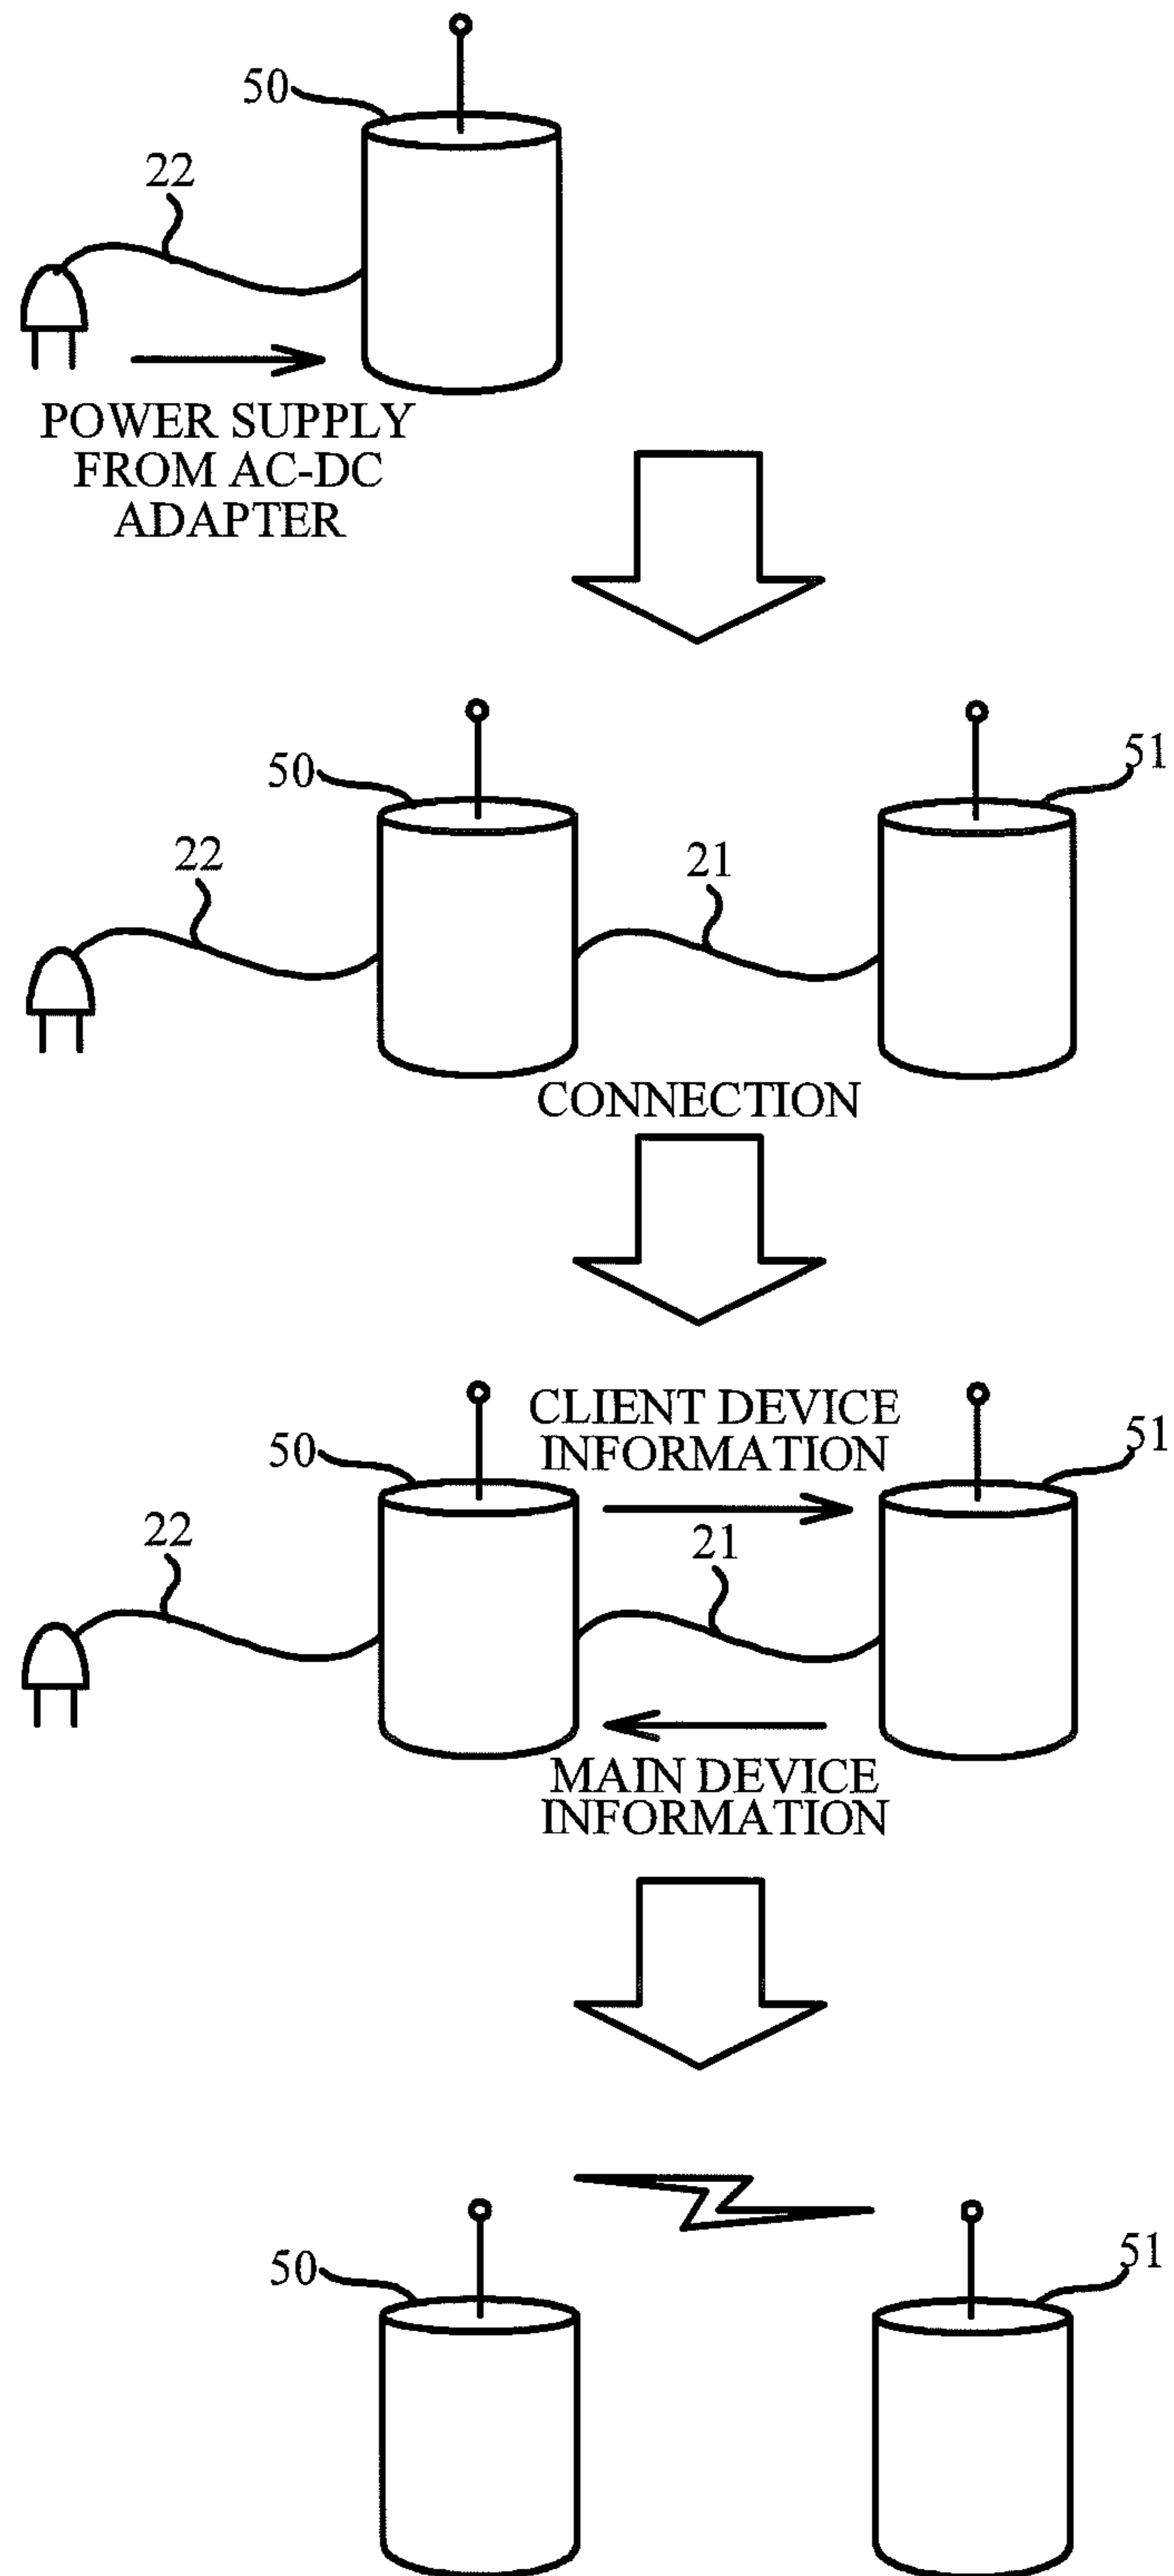 50
22
POWER SUPPLY
FROM AC-DC
ADAPTER
50
51
22
21
CONNECTION
CLIENT DEVICE
INFORMATION
50
51
22
21
MAIN DEVICE
INFORMATION
50
51